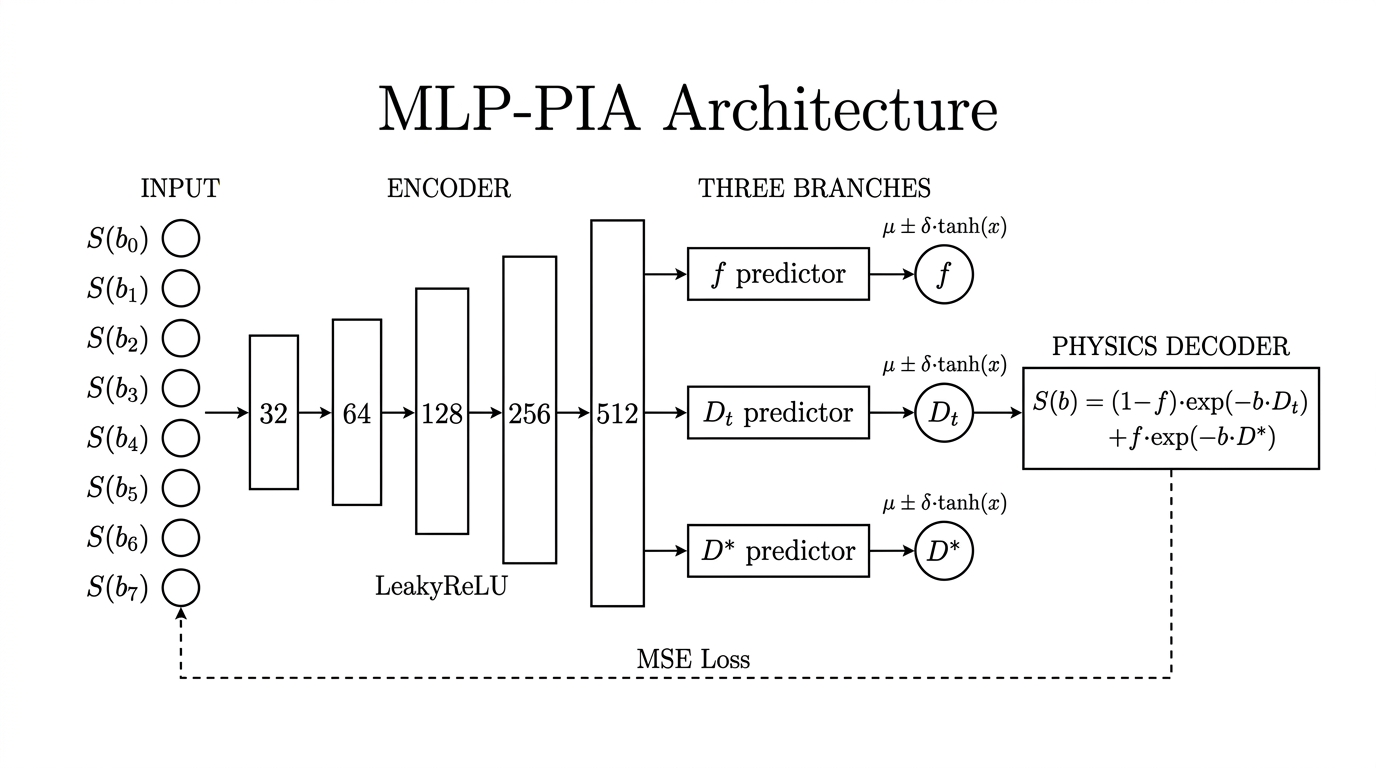 MLP-PIA Architecture
INPUT
ENCODER
THREE BRANCHES
S(b₀)
S(b₁)
S(b₂)
S(b₃)
S(b₄)
S(b₅)
S(b₆)
S(b₇)
32
64
128
256
512
LeakyReLU
μ ± δ·tanh(x)
f predictor
f
μ ± δ·tanh(x)
Dₜ predictor
Dₜ
μ ± δ·tanh(x)
D* predictor
D*
PHYSICS DECODER
S(b) = (1−f)·exp(−b·Dₜ)
+f·exp(−b·D*)
MSE Loss